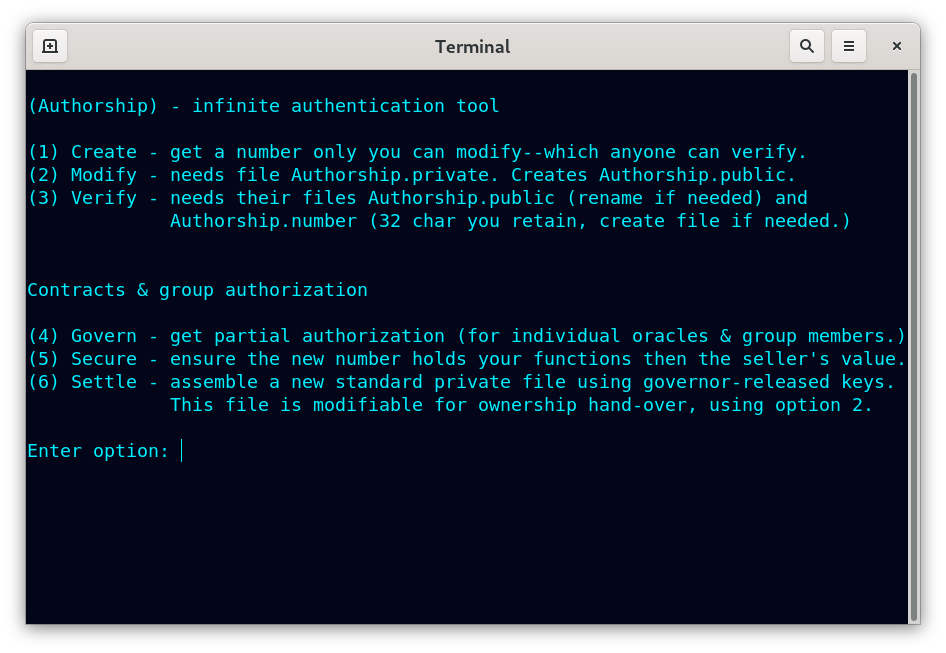 Terminal
(Authorship) - infinite authentication tool
(1) Create - get a number only you can modify--which anyone can verify.
(2) Modify - needs file Authorship.private. Creates Authorship.public.
(3) Verify - needs their files Authorship.public (rename if needed) and
Authorship.number (32 char you retain, create file if needed.)
Contracts & group authorization
(4) Govern - get partial authorization (for individual oracles & group members.)
(5) Secure - ensure the new number holds your functions then the seller's value.
(6) Settle - assemble a new standard private file using governor-released keys.
This file is modifiable for ownership hand-over, using option 2.
Enter option: